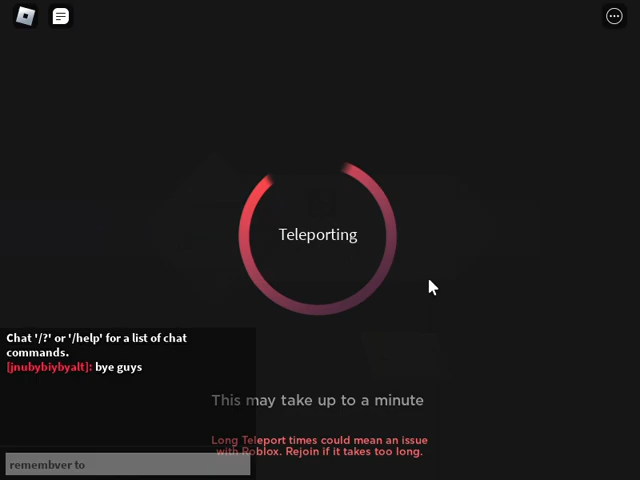 Teleporting
Chat '/?' or '/help' for a list of chat
commands.
[jnubybiybyalt]: bye guys
This may take up to a minute
Long Teleport times could mean an issue
with Roblox. Rejoin if it takes too long.
remembver to